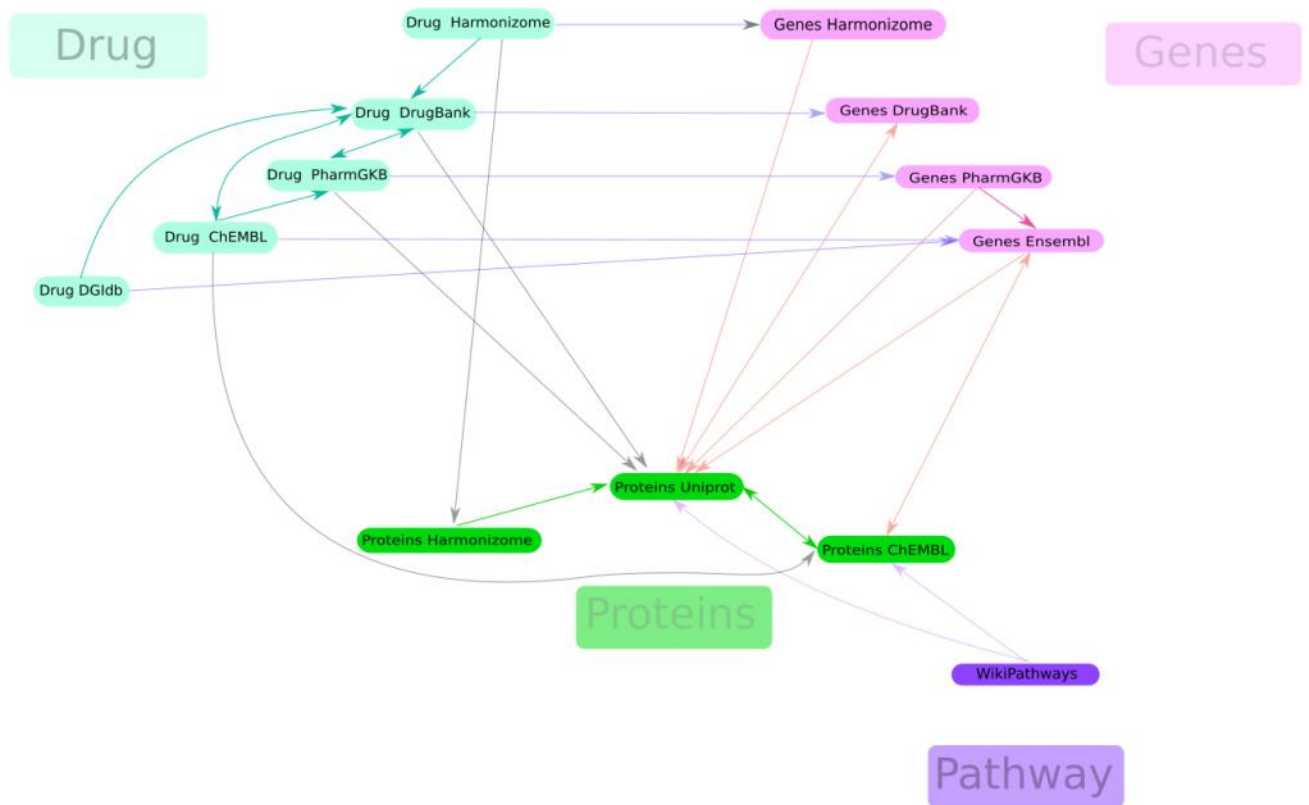 Drug Harmonizome
Genes Harmonizome
Drug
Genes
Drug DrugBank
Genes DrugBank
Drug PharmGKB
Genes PharmGKB
Drug ChEMBL
Genes Ensembl
Drug DGIdb
Proteins Uniprot
Proteins Harmonizome
Proteins ChEMBL
Proteins
WikiPathways
Pathway